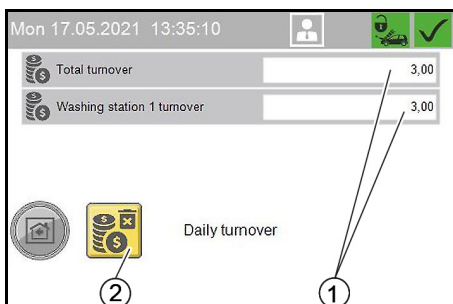 Mon 17.05.2021 13:35:10
Total turnover 3,00
Washing station 1 turnover 3,00
Daily turnover
2 1